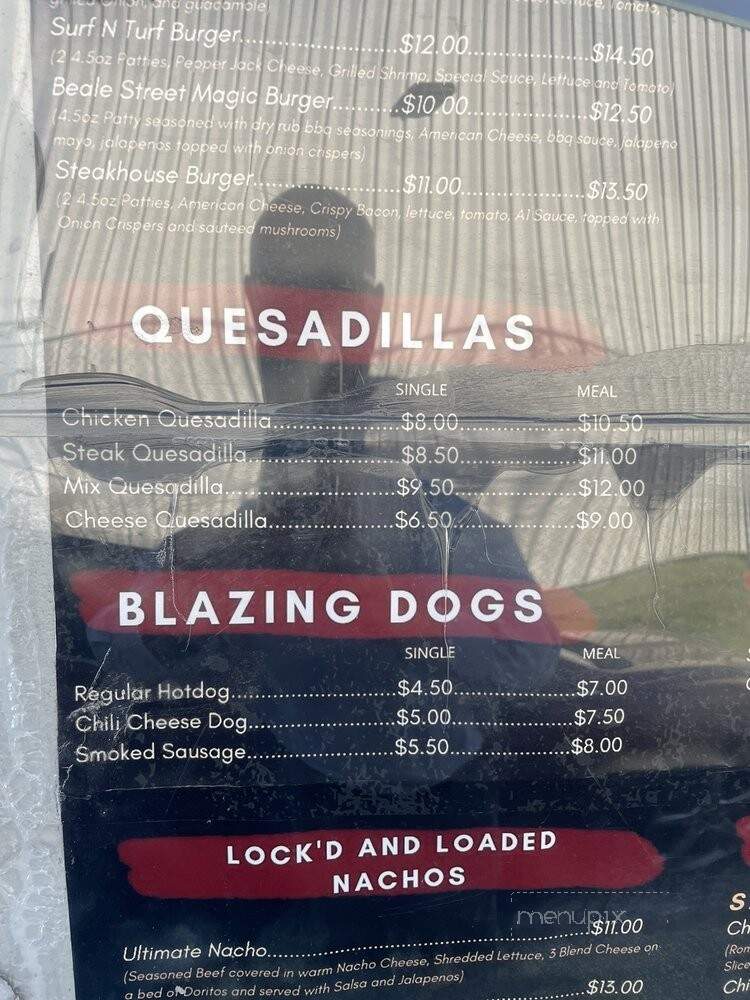 and guacamole)
Surf N Turf Burger..................$12.00..................$14.50
(2 4.5oz Patties, Pepper Jack Cheese, Grilled Shrimp, Special Sauce, Lettuce and Tomato)
Beale Street Magic Burger.........$10.00..................$12.50
(4.5oz Patty seasoned with dry rub bbq seasonings, American Cheese, bbq sauce, jalapeno
mayo, jalapenos topped with onion crispers)
Steakhouse Burger..................$11.00..................$13.50
(2 4.5oz Patties, American Cheese, Crispy Bacon, lettuce, tomato, A1 Sauce, topped with
Onion Crispers and sauteed mushrooms)
QUESADILLAS
SINGLE MEAL
Chicken Quesadilla..................$8.00..................$10.50
Steak Quesadilla..................$8.50..................$11.00
Mix Quesadilla..................$9.50..................$12.00
Cheese Quesadilla..................$6.50..................$9.00
BLAZING DOGS
SINGLE MEAL
Regular Hotdog..................$4.50..................$7.00
Chili Cheese Dog..................$5.00..................$7.50
Smoked Sausage..................$5.50..................$8.00
LOCK'D AND LOADED
NACHOS
menupix
Ultimate Nacho..................$11.00
(Seasoned Beef covered in warm Nacho Cheese, Shredded Lettuce, 3 Blend Cheese on
a bed of Doritos and served with Salsa and Jalapenos)
$13.00